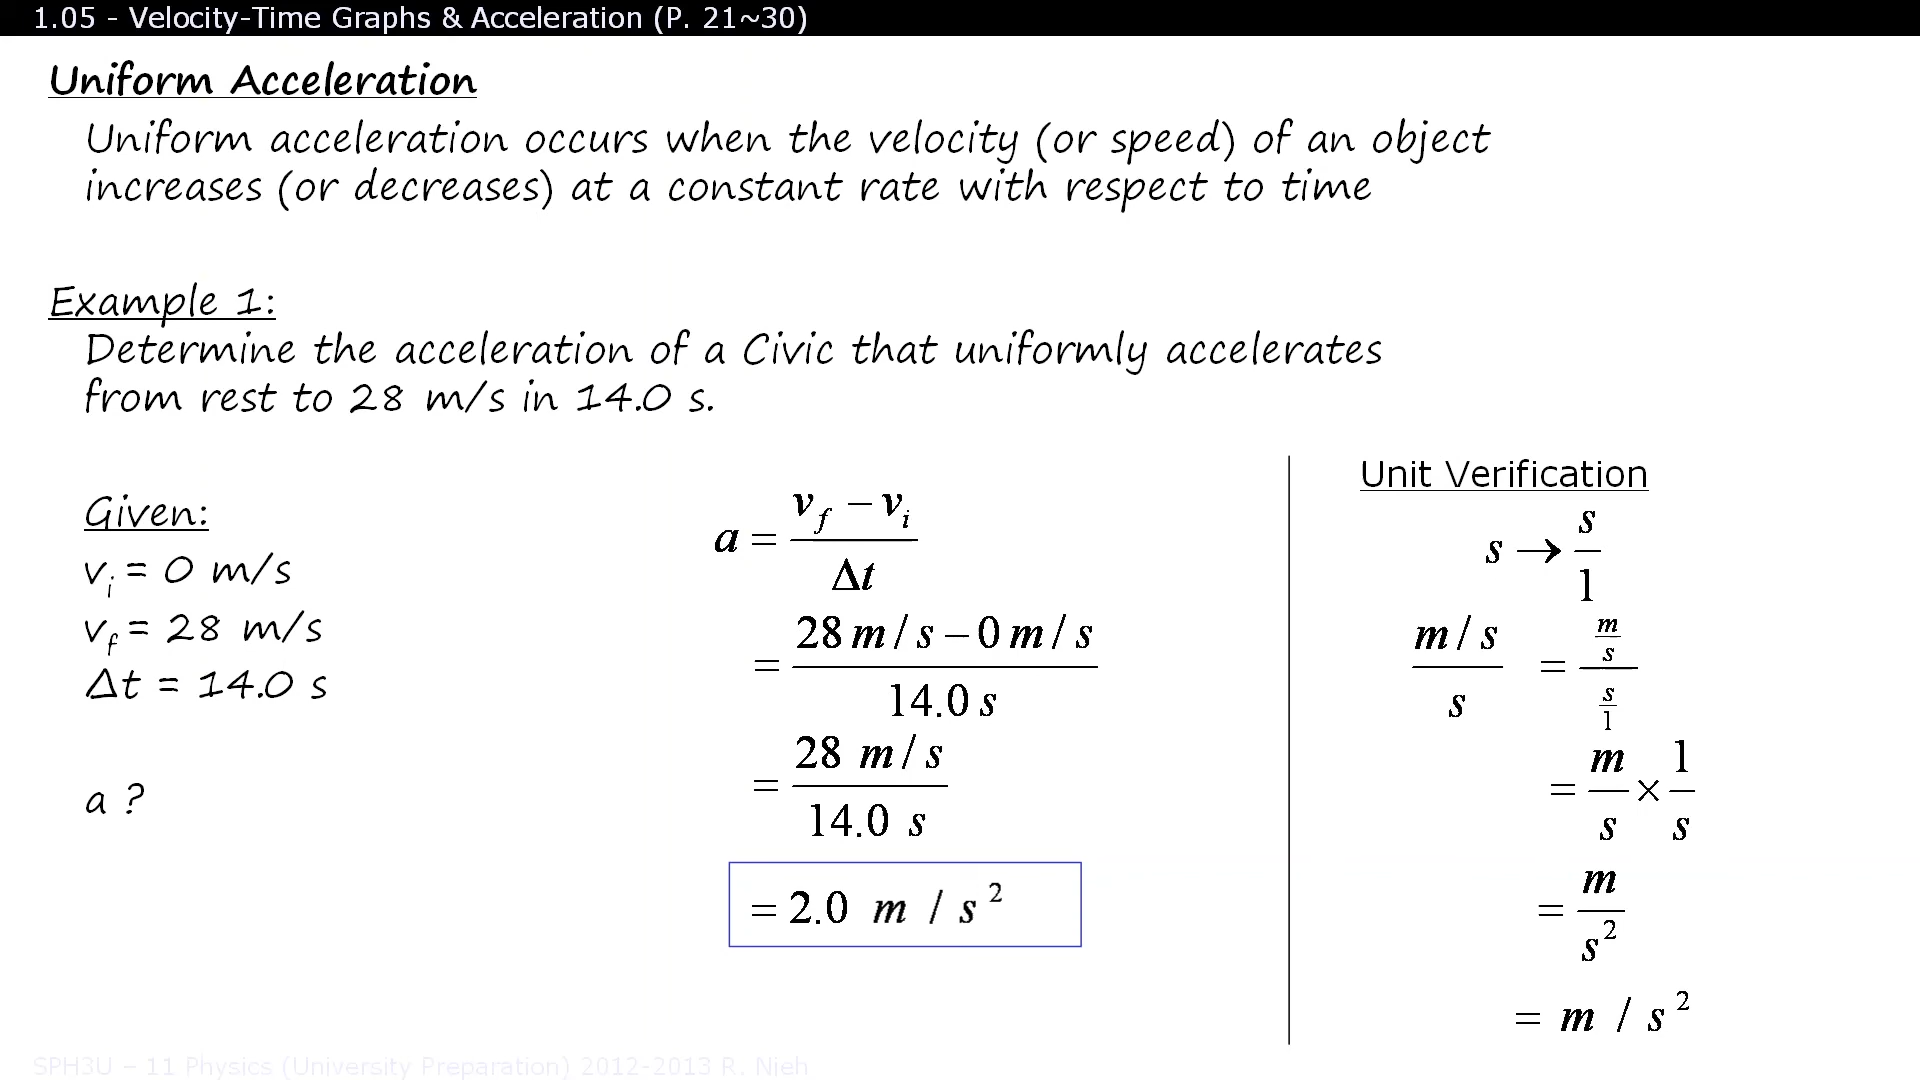 1.05 - Velocity-Time Graphs & Acceleration (P. 21~30)
Uniform Acceleration
Uniform acceleration occurs when the velocity (or speed) of an object
increases (or decreases) at a constant rate with respect to time
Example 1:
Determine the acceleration of a Civic that uniformly accelerates
from rest to 28 m/s in 14.0 s.
Given:
v_i = 0 m/s
v_f = 28 m/s
Δt = 14.0 s
a ?
a = (v_f − v_i) / Δt
= (28 m/s − 0 m/s) / 14.0 s
= (28 m/s) / (14.0 s)
= 2.0 m / s²
Unit Verification
s → s/1
(m/s) / s = (m/s) / (s/1)
= m/s × 1/s
= m/s²
= m / s²
SPH3U – 11 Physics (University Preparation) 2012-2013 R. Nieh